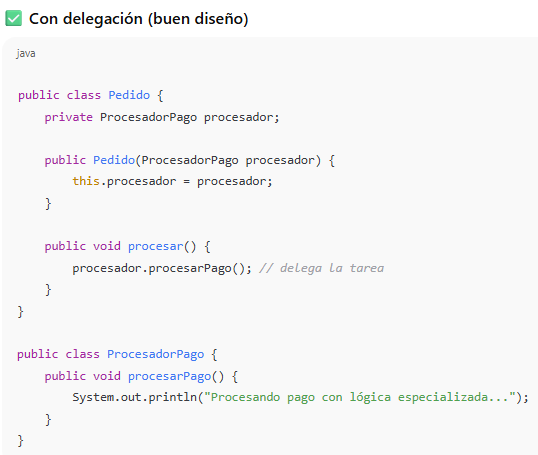 ✅ Con delegación (buen diseño)
java
public class Pedido {
    private ProcesadorPago procesador;
    public Pedido(ProcesadorPago procesador) {
        this.procesador = procesador;
    }
    public void procesar() {
        procesador.procesarPago(); // delega la tarea
    }
}
public class ProcesadorPago {
    public void procesarPago() {
        System.out.println("Procesando pago con lógica especializada...");
    }
}